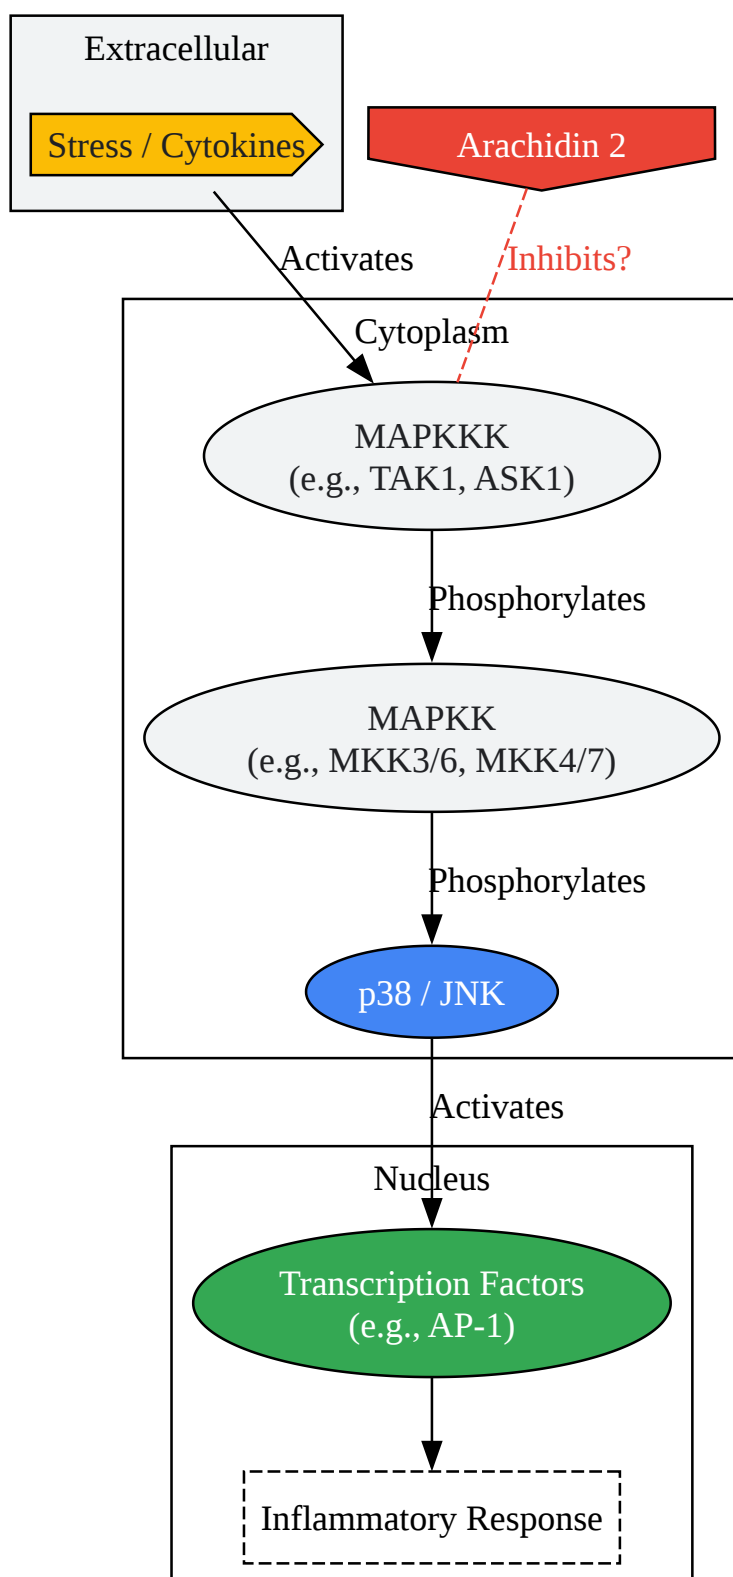 Extracellular
Stress / Cytokines
Arachidin 2
Activates
Inhibits?
Cytoplasm
MAPKKK
(e.g., TAK1, ASK1)
Phosphorylates
MAPKK
(e.g., MKK3/6, MKK4/7)
Phosphorylates
p38 / JNK
Activates
Nucleus
Transcription Factors
(e.g., AP-1)
Inflammatory Response